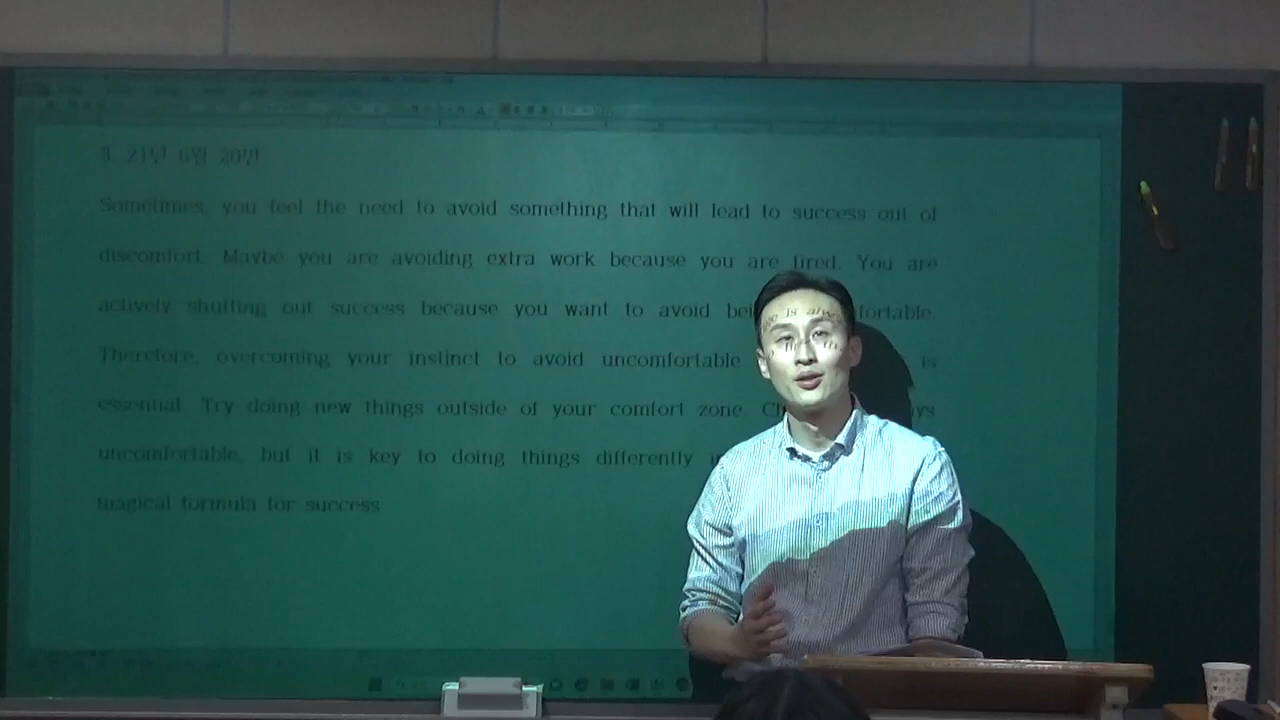 3. 21년 6월 20번
Sometimes, you feel the need to avoid something that will lead to success out of
discomfort. Maybe you are avoiding extra work because you are tired. You are
actively shutting out success because you want to avoid being uncomfortable.
Therefore, overcoming your instinct to avoid uncomfortable is
essential. Try doing new things outside of your comfort zone.
uncomfortable, but it is key to doing things differently
magical formula for success